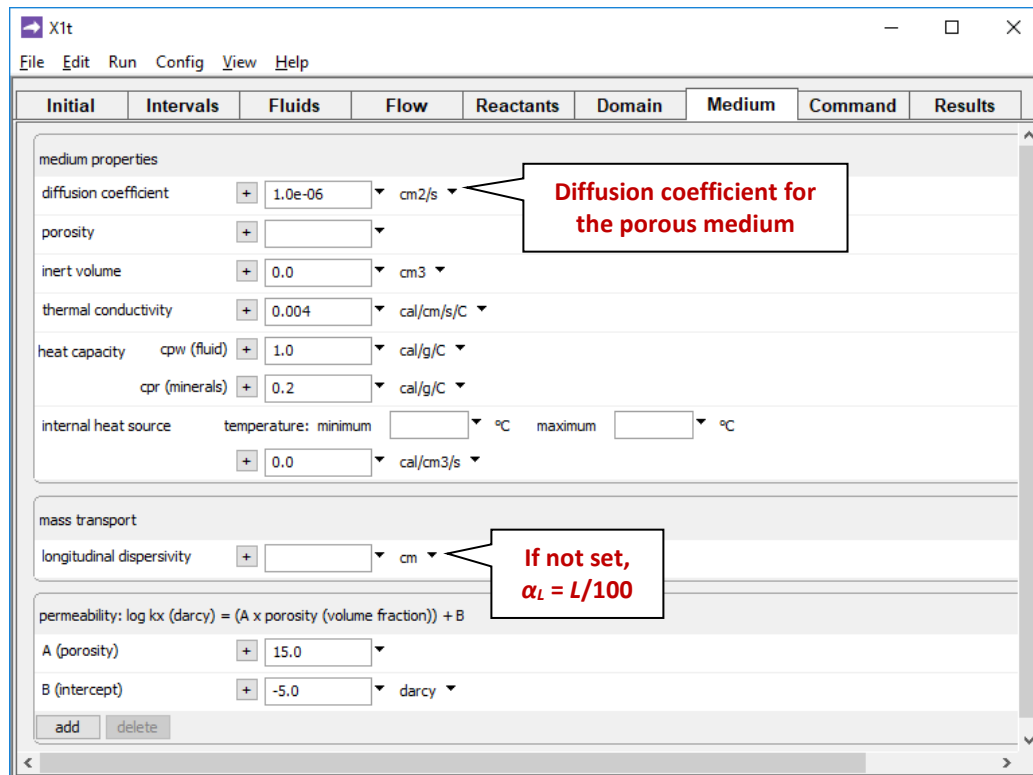 X1t
File Edit Run Config View Help
Initial Intervals Fluids Flow Reactants Domain Medium Command Results
medium properties
diffusion coefficient + 1.0e-06 cm2/s
Diffusion coefficient for
the porous medium
porosity +
inert volume + 0.0 cm3
thermal conductivity + 0.004 cal/cm/s/C
heat capacity cpw (fluid) + 1.0 cal/g/C
cpr (minerals) + 0.2 cal/g/C
internal heat source temperature: minimum ºC maximum ºC
+ 0.0 cal/cm3/s
mass transport
longitudinal dispersivity + cm
If not set,
αL = L/100
permeability: log kx (darcy) = (A x porosity (volume fraction)) + B
A (porosity) + 15.0
B (intercept) + -5.0 darcy
add delete